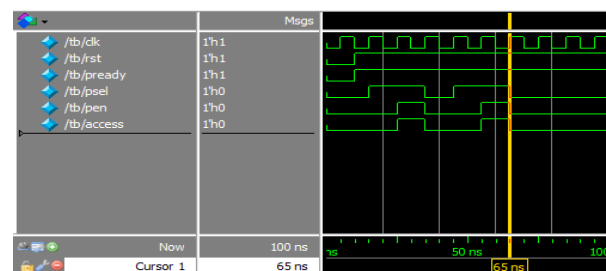 Msgs
/tb/clk 1'h1
/tb/rst 1'h1
/tb/pready 1'h1
/tb/psel 1'h0
/tb/pen 1'h0
/tb/access 1'h0
Now 100 ns ns 50 ns 100
Cursor 1 65 ns 65 ns